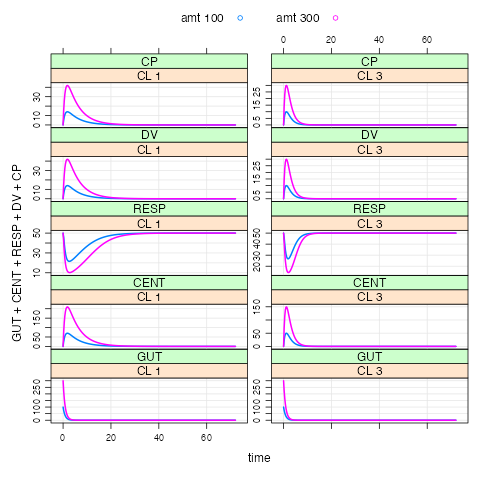 amt 100 amt 300
0 20 40 60
CP CP
CL 1 CL 3
0 10 30
0 5 15 25
DV DV
CL 1 CL 3
0 10 30
0 5 15 25
RESP RESP
CL 1 CL 3
10 30 50
20 30 40 50
CENT CENT
CL 1 CL 3
0 50 150
0 50 150
GUT GUT
CL 1 CL 3
0 100 250
0 100 250
0 20 40 60
time
GUT + CENT + RESP + DV + CP